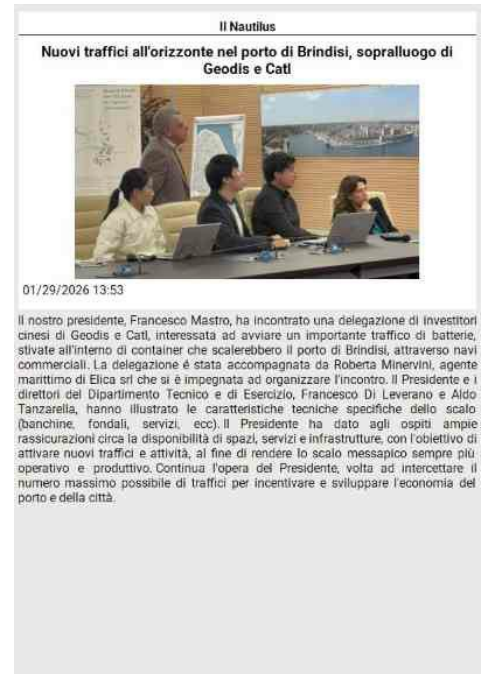 Il Nautilus
Nuovi traffici all'orizzonte nel porto di Brindisi, sopralluogo di
Geodis e Catl
01/29/2026 13:53
Il nostro presidente, Francesco Mastro, ha incontrato una delegazione di investitori
cinesi di Geodis e Catl, interessata ad avviare un importante traffico di batterie,
stivate all'interno di container che scalerebbero il porto di Brindisi, attraverso navi
commerciali. La delegazione é stata accompagnata da Roberta Minervini, agente
marittimo di Elica srl che si è impegnata ad organizzare l'incontro. Il Presidente e i
direttori del Dipartimento Tecnico e di Esercizio, Francesco Di Leverano e Aldo
Tanzarella, hanno illustrato le caratteristiche tecniche specifiche dello scalo
(banchine, fondali, servizi, ecc). Il Presidente ha dato agli ospiti ampie
rassicurazioni circa la disponibilità di spazi, servizi e infrastrutture, con l'obiettivo di
attivare nuovi traffici e attività, al fine di rendere lo scalo messapico sempre più
operativo e produttivo. Continua l'opera del Presidente, volta ad intercettare il
numero massimo possibile di traffici per incentivare e sviluppare l'economia del
porto e della città.